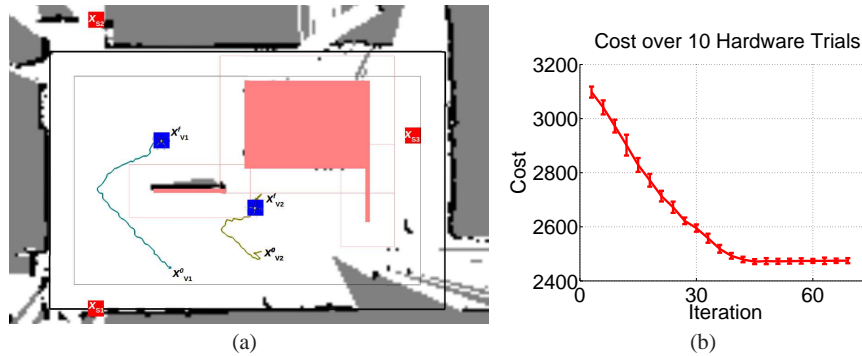 X_S2
X^f_V1
X_S3
X^f_V2
X^0_V2
X^0_V1
X_S1
(a)
Cost over 10 Hardware Trials
3200
3000
2800
2600
2400
Cost
0 30 60
Iteration
(b)